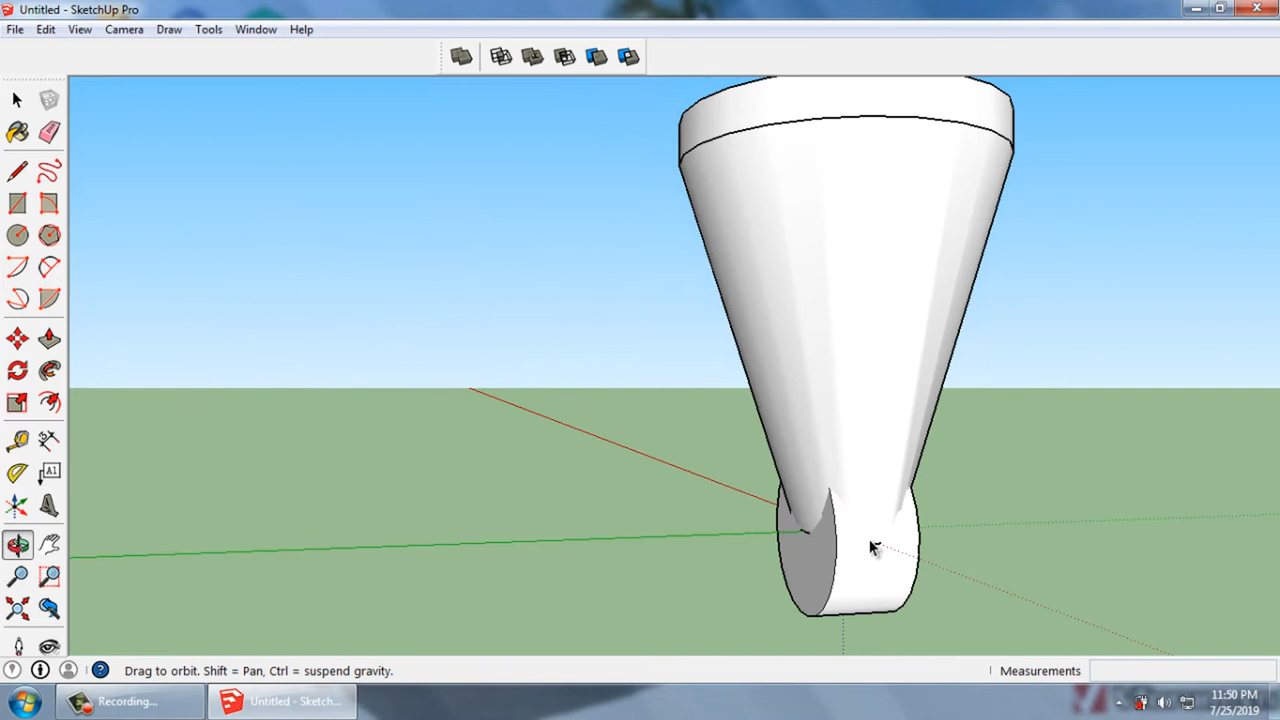 Untitled - SketchUp Pro
File Edit View Camera Draw Tools Window Help
A1
Drag to orbit. Shift = Pan, Ctrl = suspend gravity.
Measurements
Recording...
Untitled - Sketch...
11:50 PM
7/25/2019